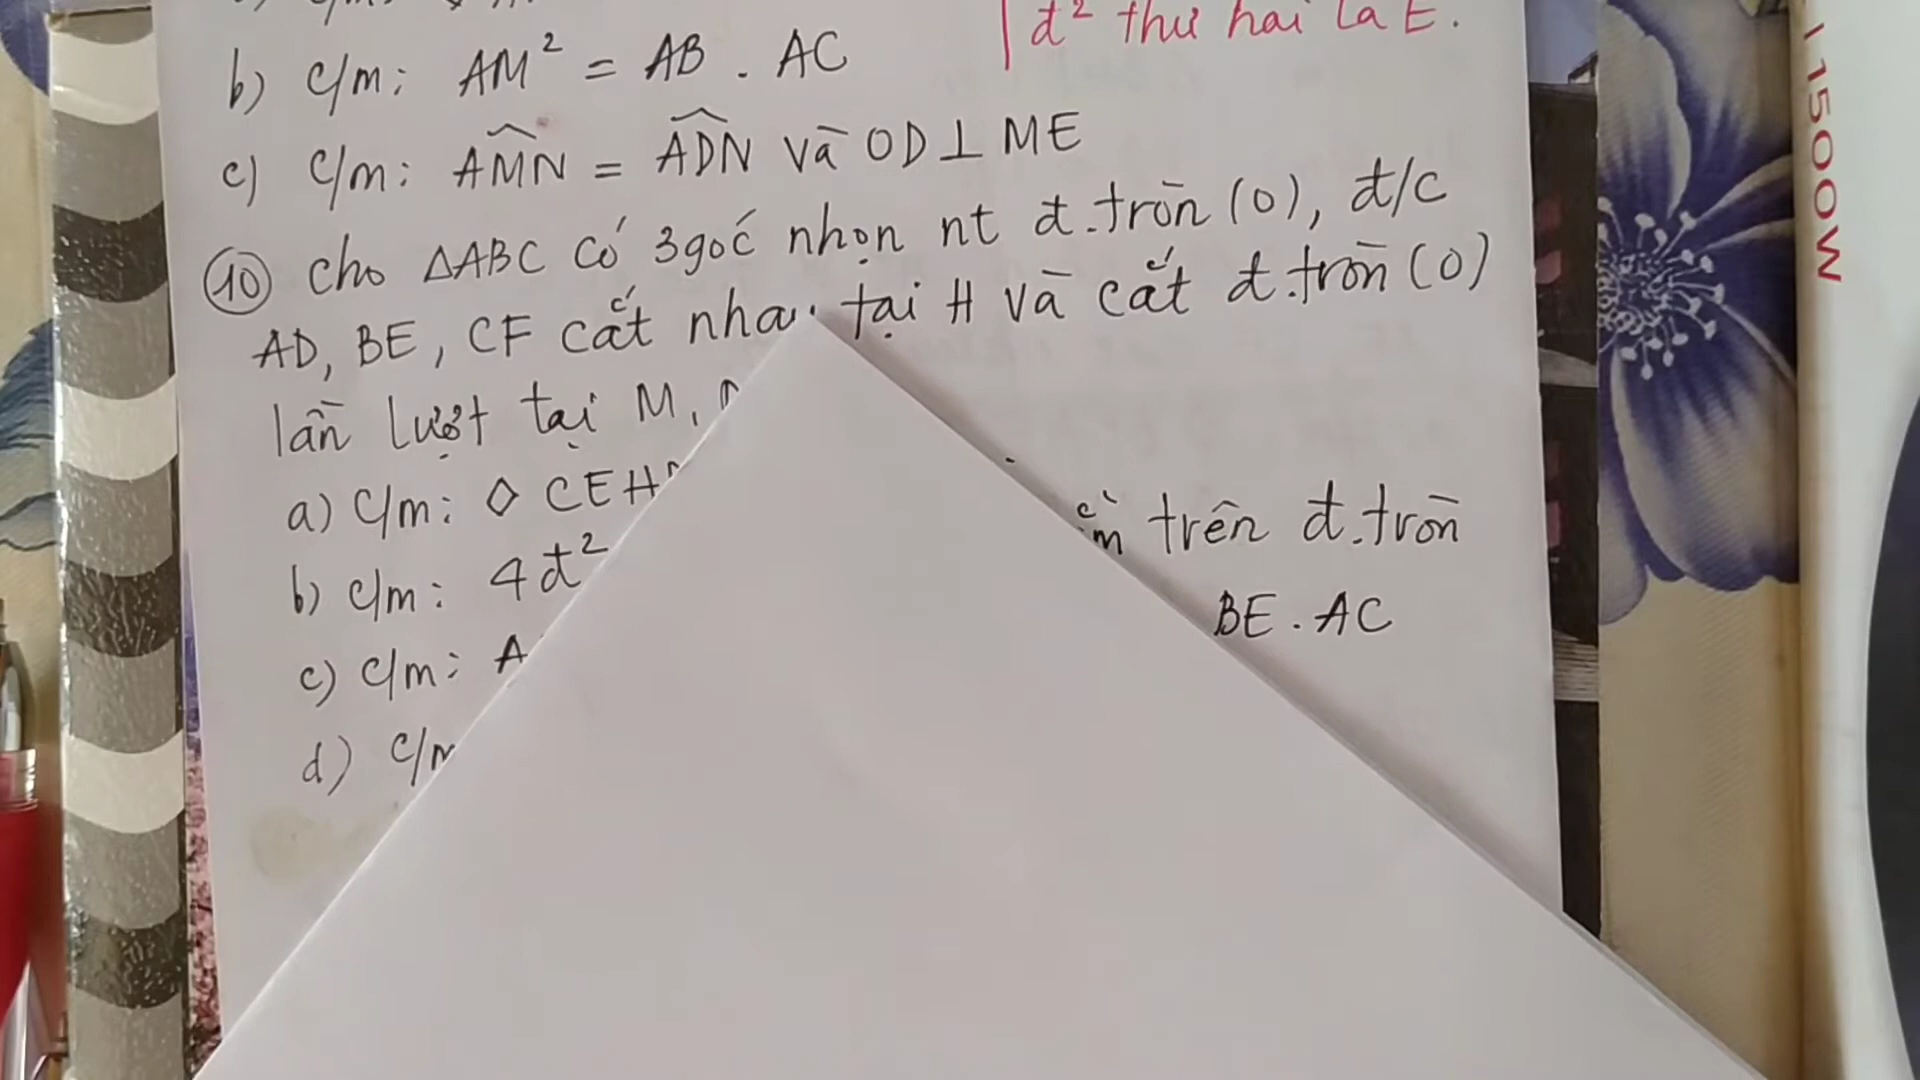 b) c/m: AM² = AB . AC
đ² thứ hai là E.
c) c/m: AMN = ADN và OD ⊥ ME
10 cho ΔABC có 3 góc nhọn nt đ.tròn (O), đ/c
AD, BE, CF cắt tại H và cắt đ.tròn (O)
lần lượt tại M,
a) c/m: ◇ CEH
b) c/m: 4 đ² trên đ.tròn
c) c/m: A BE . AC
d) c/m
1500W